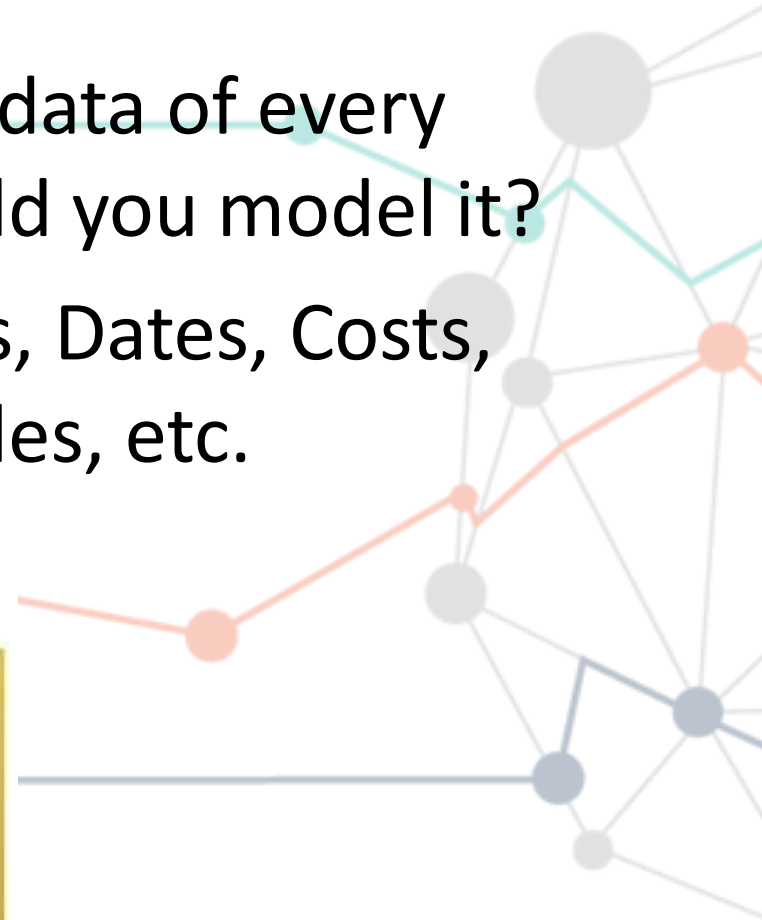 data of every
ld you model it?
s, Dates, Costs,
les, etc.